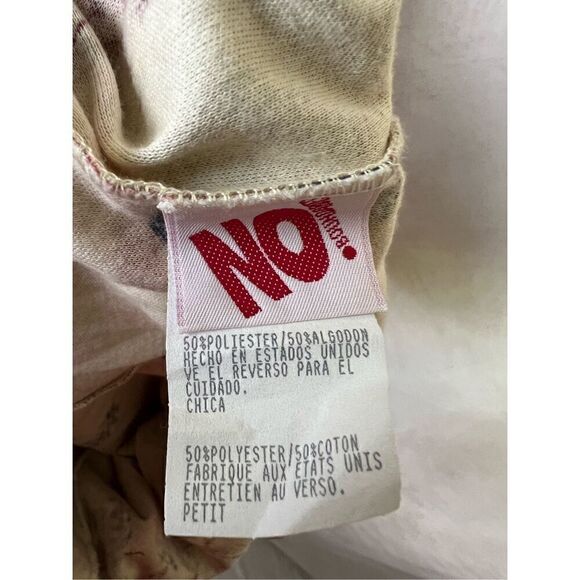 NO!
50%POLIESTER/50%ALGODON
HECHO EN ESTADOS UNIDOS
VE EL REVERSO PARA EL
CUIDADO.
CHICA
50%POLYESTER/50%COTON
FABRIQUE AUX ETATS UNIS
ENTRETIEN AU VERSO.
PETIT